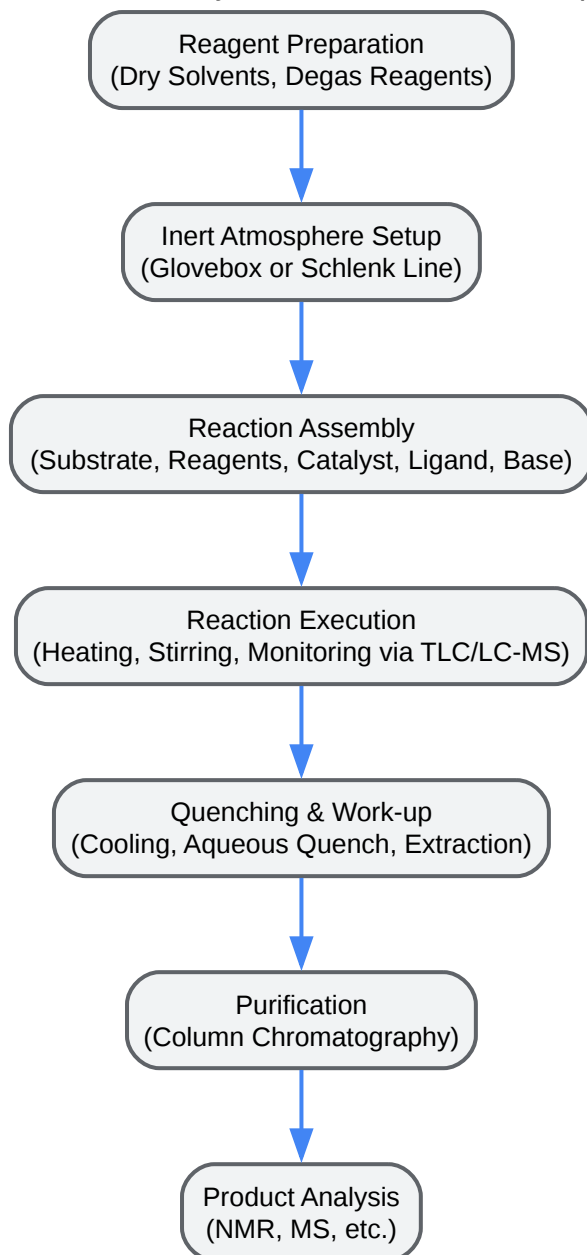 Reagent Preparation
(Dry Solvents, Degas Reagents)
Inert Atmosphere Setup
(Glovebox or Schlenk Line)
Reaction Assembly
(Substrate, Reagents, Catalyst, Ligand, Base)
Reaction Execution
(Heating, Stirring, Monitoring via TLC/LC-MS)
Quenching & Work-up
(Cooling, Aqueous Quench, Extraction)
Purification
(Column Chromatography)
Product Analysis
(NMR, MS, etc.)